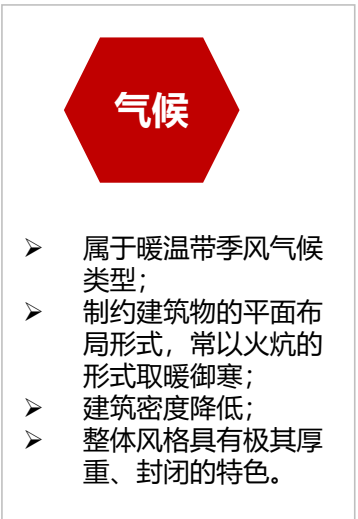 气候
➢ 属于暖温带季风气候
类型；
➢ 制约建筑物的平面布
局形式，常以火炕的
形式取暖御寒；
➢ 建筑密度降低；
➢ 整体风格具有极其厚
重、封闭的特色。